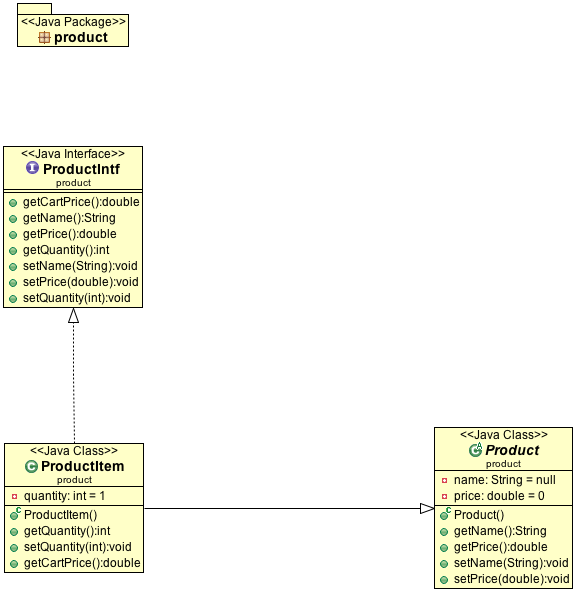 <<Java Package>>
product
<<Java Interface>>
ProductIntf
product
getCartPrice():double
getName():String
getPrice():double
getQuantity():int
setName(String):void
setPrice(double):void
setQuantity(int):void
<<Java Class>>
ProductItem
product
quantity: int = 1
ProductItem()
getQuantity():int
setQuantity(int):void
getCartPrice():double
<<Java Class>>
Product
product
name: String = null
price: double = 0
Product()
getName():String
getPrice():double
setName(String):void
setPrice(double):void